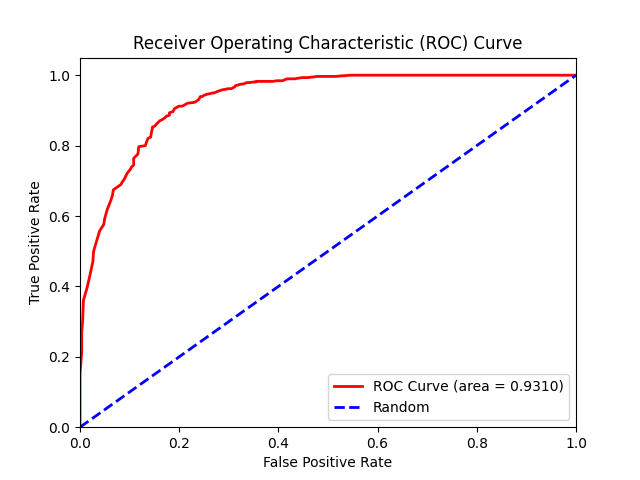 Receiver Operating Characteristic (ROC) Curve
1.0
0.8
0.6
0.4
0.2
0.0
True Positive Rate
ROC Curve (area = 0.9310)
Random
0.0 0.2 0.4 0.6 0.8 1.0
False Positive Rate